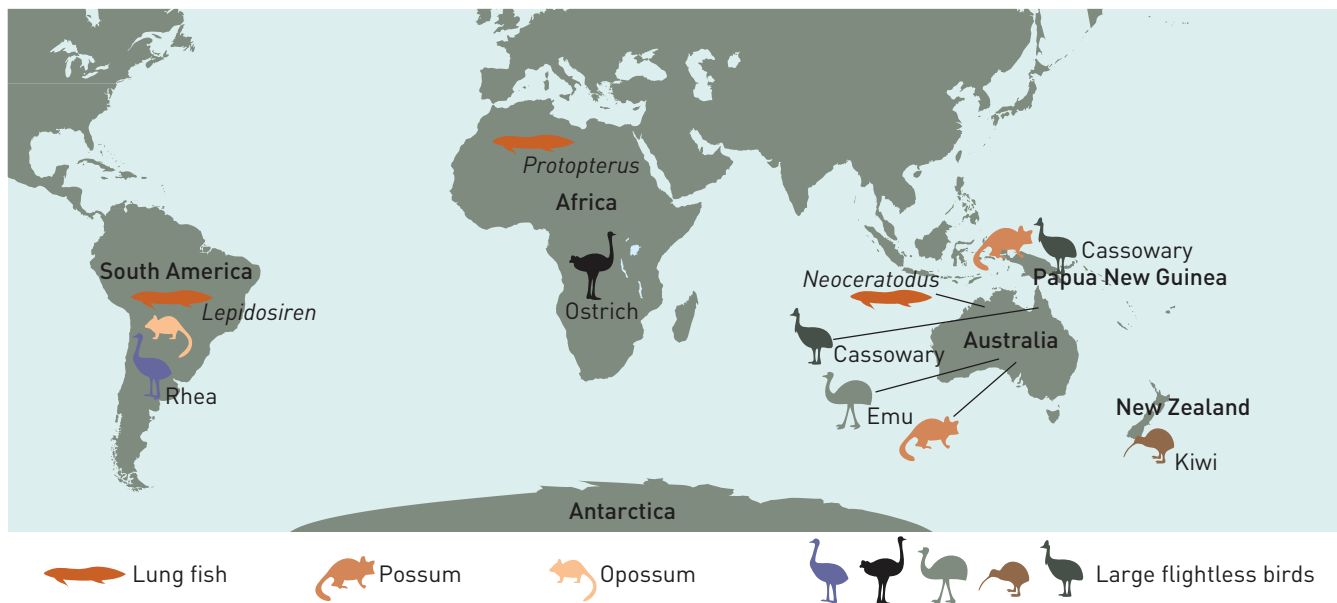 Protopterus
Africa
Cassowary
South America
Neoceratodus
Papua New Guinea
Lepidosiren
Ostrich
Australia
Cassowary
Rhea
Emu
New Zealand
Kiwi
Antarctica
Lung fish
Possum
Opossum
Large flightless birds